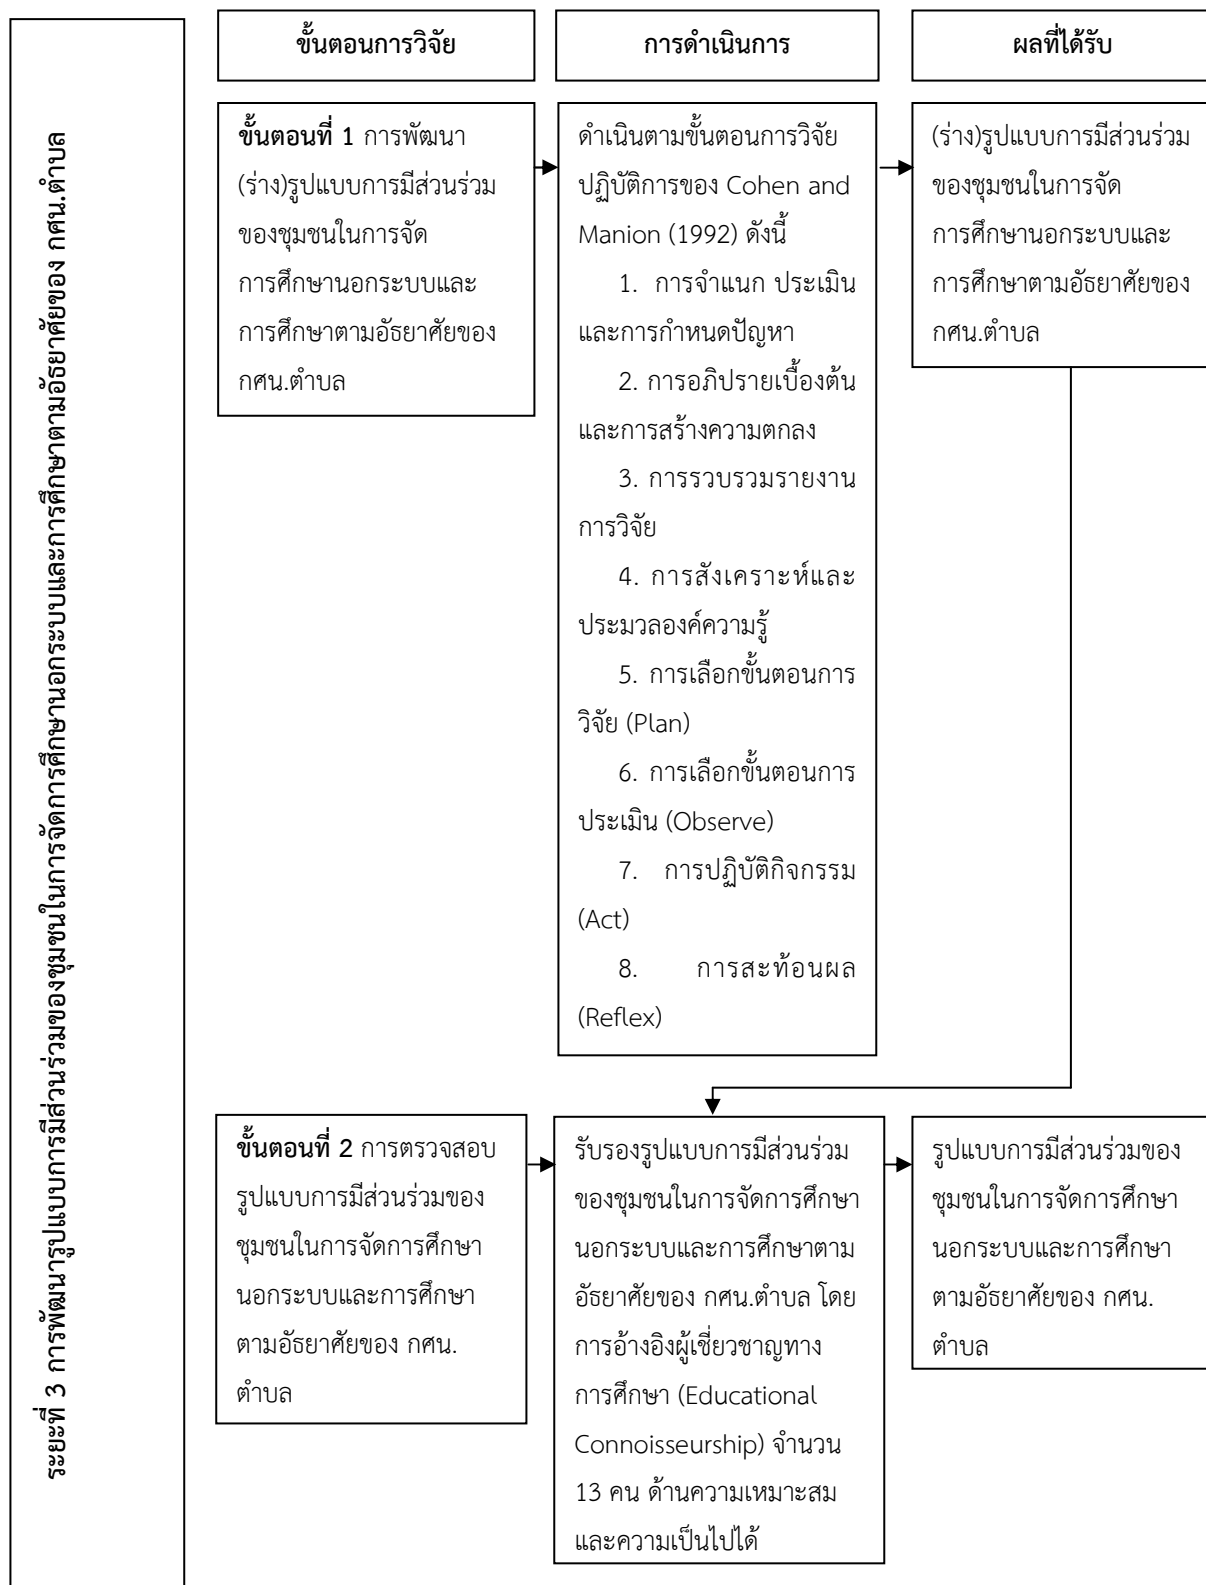 ระยะที่ 3 การพัฒนารูปแบบการมีส่วนร่วมของชุมชนในการจัดการศึกษานอกระบบและการศึกษาตามอัธยาศัยของ กศน.ตำบล
ขั้นตอนการวิจัย
การดำเนินการ
ผลที่ได้รับ
ขั้นตอนที่ 1 การพัฒนา
(ร่าง)รูปแบบการมีส่วนร่วม
ของชุมชนในการจัด
การศึกษานอกระบบและ
การศึกษาตามอัธยาศัยของ
กศน.ตำบล
ดำเนินตามขั้นตอนการวิจัย
ปฏิบัติการของ Cohen and
Manion (1992) ดังนี้
1. การจำแนก ประเมิน
และการกำหนดปัญหา
2. การอภิปรายเบื้องต้น
และการสร้างความตกลง
3. การรวบรวมรายงาน
การวิจัย
4. การสังเคราะห์และ
ประมวลองค์ความรู้
5. การเลือกขั้นตอนการ
วิจัย (Plan)
6. การเลือกขั้นตอนการ
ประเมิน (Observe)
7. การปฏิบัติกิจกรรม
(Act)
8. การสะท้อนผล
(Reflex)
(ร่าง)รูปแบบการมีส่วนร่วม
ของชุมชนในการจัด
การศึกษานอกระบบและ
การศึกษาตามอัธยาศัยของ
กศน.ตำบล
ขั้นตอนที่ 2 การตรวจสอบ
รูปแบบการมีส่วนร่วมของ
ชุมชนในการจัดการศึกษา
นอกระบบและการศึกษา
ตามอัธยาศัยของ กศน.
ตำบล
รับรองรูปแบบการมีส่วนร่วม
ของชุมชนในการจัดการศึกษา
นอกระบบและการศึกษาตาม
อัธยาศัยของ กศน.ตำบล โดย
การอ้างอิงผู้เชี่ยวชาญทาง
การศึกษา (Educational
Connoisseurship) จำนวน
13 คน ด้านความเหมาะสม
และความเป็นไปได้
รูปแบบการมีส่วนร่วมของ
ชุมชนในการจัดการศึกษา
นอกระบบและการศึกษา
ตามอัธยาศัยของ กศน.
ตำบล